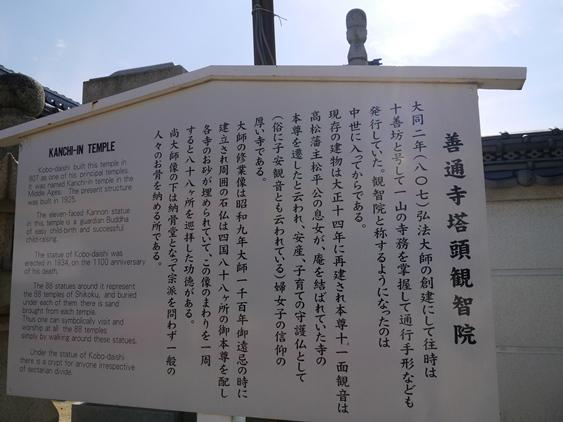 善通寺塔頭観智院
大同二年(八〇七)弘法大師の創建にして往時は
十善坊と号して一山の寺務を掌握して通行手形なども
発行していた。観智院と称するようになったのは
中世に入つてからである。
現存の建物は大正十四年に再建され本尊十一面観音は
高松藩主松平公の息女が、庵を結ばれていた寺の
本尊を遷したと云われ、安産、子育ての守護仏として
(俗に子安観音とも云われている)婦女子の信仰の
厚い寺である。
大師の修業像は昭和九年大師一千百年御遠忌の時に
建立され周囲の石仏は四国八十八ヶ所の御本尊を配し
各寺のお砂が埋められていて、この像のまわりを一周
すると八十八ヶ所を巡拝した功徳がある。
尚大師像の下は納骨堂となつて宗派を問わず一般の
人々のお骨を納める所である。
KANCHI-IN TEMPLE
Kobo-daishi built this temple in
807 as one of his principal temples.
It was named Kanchi-in temple in the
Middle Ages. The present structure
was built in 1925.
The eleven-faced Kannon statue
in this temple is a guardian Buddha
of easy child-birth and successful
child-raising.
The statue of Kobo-daishi was
erected in 1934, on the 1100 anniversary
of his death.
The 88 statues around it represent
the 88 temples of Shikoku, and buried
under each of them there is sand
brought from each temple.
Thus one can symbolically visit and
worship at all the 88 temples
simply by walking around these statues.
Under the statue of Kobo-daishi
there is a crypt for anyone irrespective
of sectarian divide.